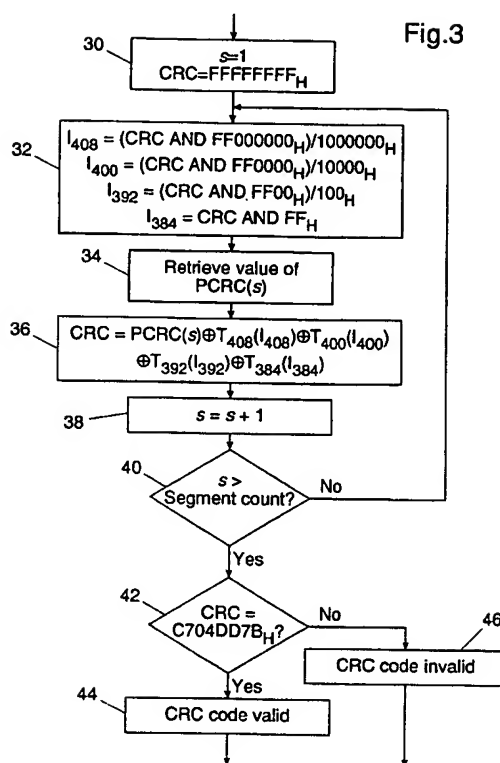 Fig.3
30
s=1
CRC=FFFFFFFFH
32
I408 = (CRC AND FF000000H)/1000000H
I400 = (CRC AND FF0000H)/10000H
I392 = (CRC AND FF00H)/100H
I384 = CRC AND FFH
34
Retrieve value of
PCRC(s)
36
CRC = PCRC(s)⊕T408(I408)⊕T400(I400)
⊕T392(I392)⊕T384(I384)
38
s = s + 1
40
s >
Segment count?
No
Yes
42
CRC =
C704DD7BH?
No
46
CRC code invalid
Yes
44
CRC code valid